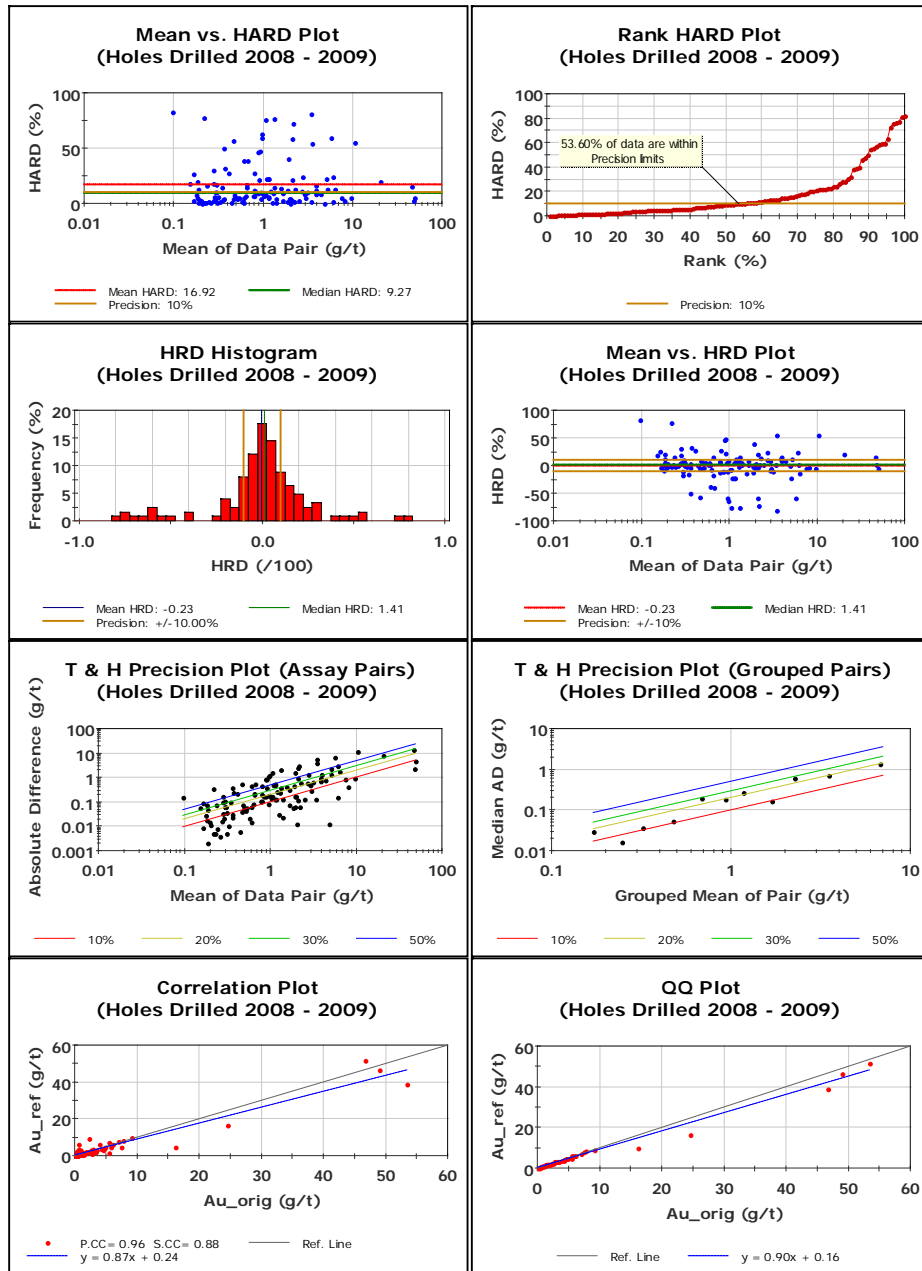 Mean vs. HARD Plot
(Holes Drilled 2008 - 2009)
HARD (%)
100
50
0
0.01 0.1 1 10 100
Mean of Data Pair (g/t)
Mean HARD: 16.92 Median HARD: 9.27
Precision: 10%
Rank HARD Plot
(Holes Drilled 2008 - 2009)
HARD (%)
100
80
60
40
20
0
53.60% of data are within
Precision limits
0 10 20 30 40 50 60 70 80 90 100
Rank (%)
Precision: 10%
HRD Histogram
(Holes Drilled 2008 - 2009)
Frequency (%)
20
15
10
5
0
-1.0 0.0 1.0
HRD (/100)
Mean HRD: -0.23 Median HRD: 1.41
Precision: +/-10.00%
Mean vs. HRD Plot
(Holes Drilled 2008 - 2009)
HRD (%)
100
50
0
-50
-100
0.01 0.1 1 10 100
Mean of Data Pair (g/t)
Mean HRD: -0.23 Median HRD: 1.41
Precision: +/-10%
T & H Precision Plot (Assay Pairs)
(Holes Drilled 2008 - 2009)
Absolute Difference (g/t)
100
10
1
0.1
0.01
0.001
0.01 0.1 1 10 100
Mean of Data Pair (g/t)
10% 20% 30% 50%
T & H Precision Plot (Grouped Pairs)
(Holes Drilled 2008 - 2009)
Median AD (g/t)
10
1
0.1
0.01
0.1 1 10
Grouped Mean of Pair (g/t)
10% 20% 30% 50%
Correlation Plot
(Holes Drilled 2008 - 2009)
Au_ref (g/t)
60
40
20
0
0 10 20 30 40 50 60
Au_orig (g/t)
P.CC= 0.96 S.CC= 0.88 Ref. Line
y = 0.87x + 0.24
QQ Plot
(Holes Drilled 2008 - 2009)
Au_ref (g/t)
60
40
20
0
0 10 20 30 40 50 60
Au_orig (g/t)
Ref. Line y = 0.90x + 0.16